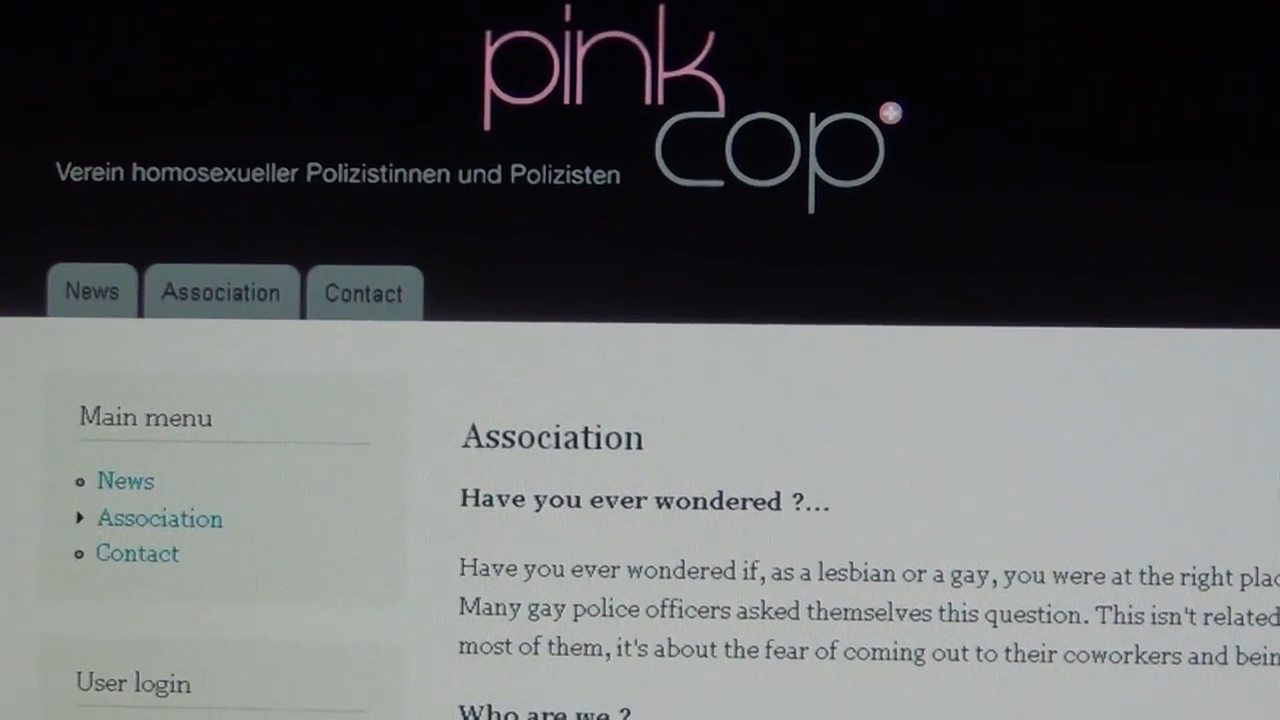 pink
cop
Verein homosexueller Polizistinnen und Polizisten
News
Association
Contact
Main menu
News
Association
Contact
User login
Association
Have you ever wondered ?...
Have you ever wondered if, as a lesbian or a gay, you were at the right
Many gay police officers asked themselves this question. This isn't related
most of them, it's about the fear of coming out to their coworkers and
Who are we ?